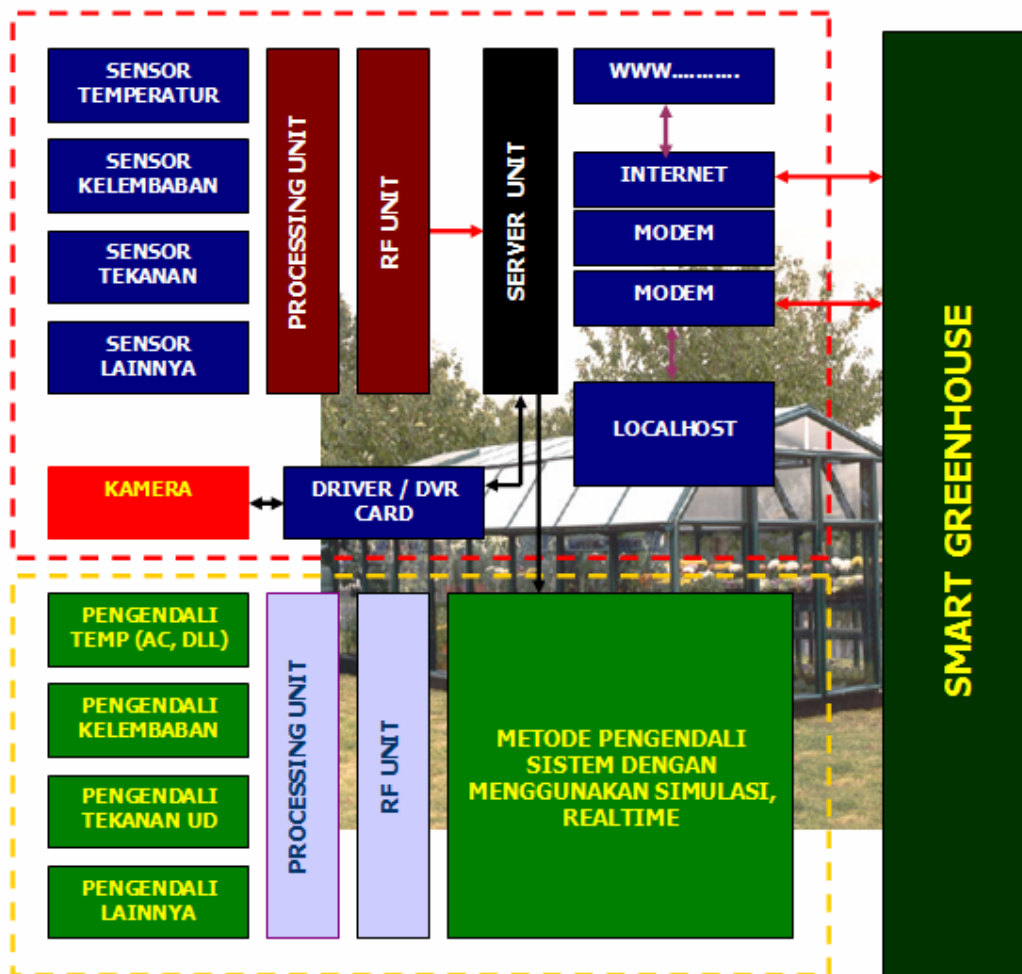 SENSOR
TEMPERATUR
SENSOR
KELEMBABAN
SENSOR
TEKANAN
SENSOR
LAINNYA
PROCESSING UNIT
RF UNIT
SERVER UNIT
WWW...........
INTERNET
MODEM
MODEM
LOCALHOST
KAMERA
DRIVER / DVR
CARD
PENGENDALI
TEMP (AC, DLL)
PENGENDALI
KELEMBABAN
PENGENDALI
TEKANAN UD
PENGENDALI
LAINNYA
PROCESSING UNIT
RF UNIT
METODE PENGENDALI
SISTEM DENGAN
MENGGUNAKAN SIMULASI,
REALTIME
SMART GREENHOUSE